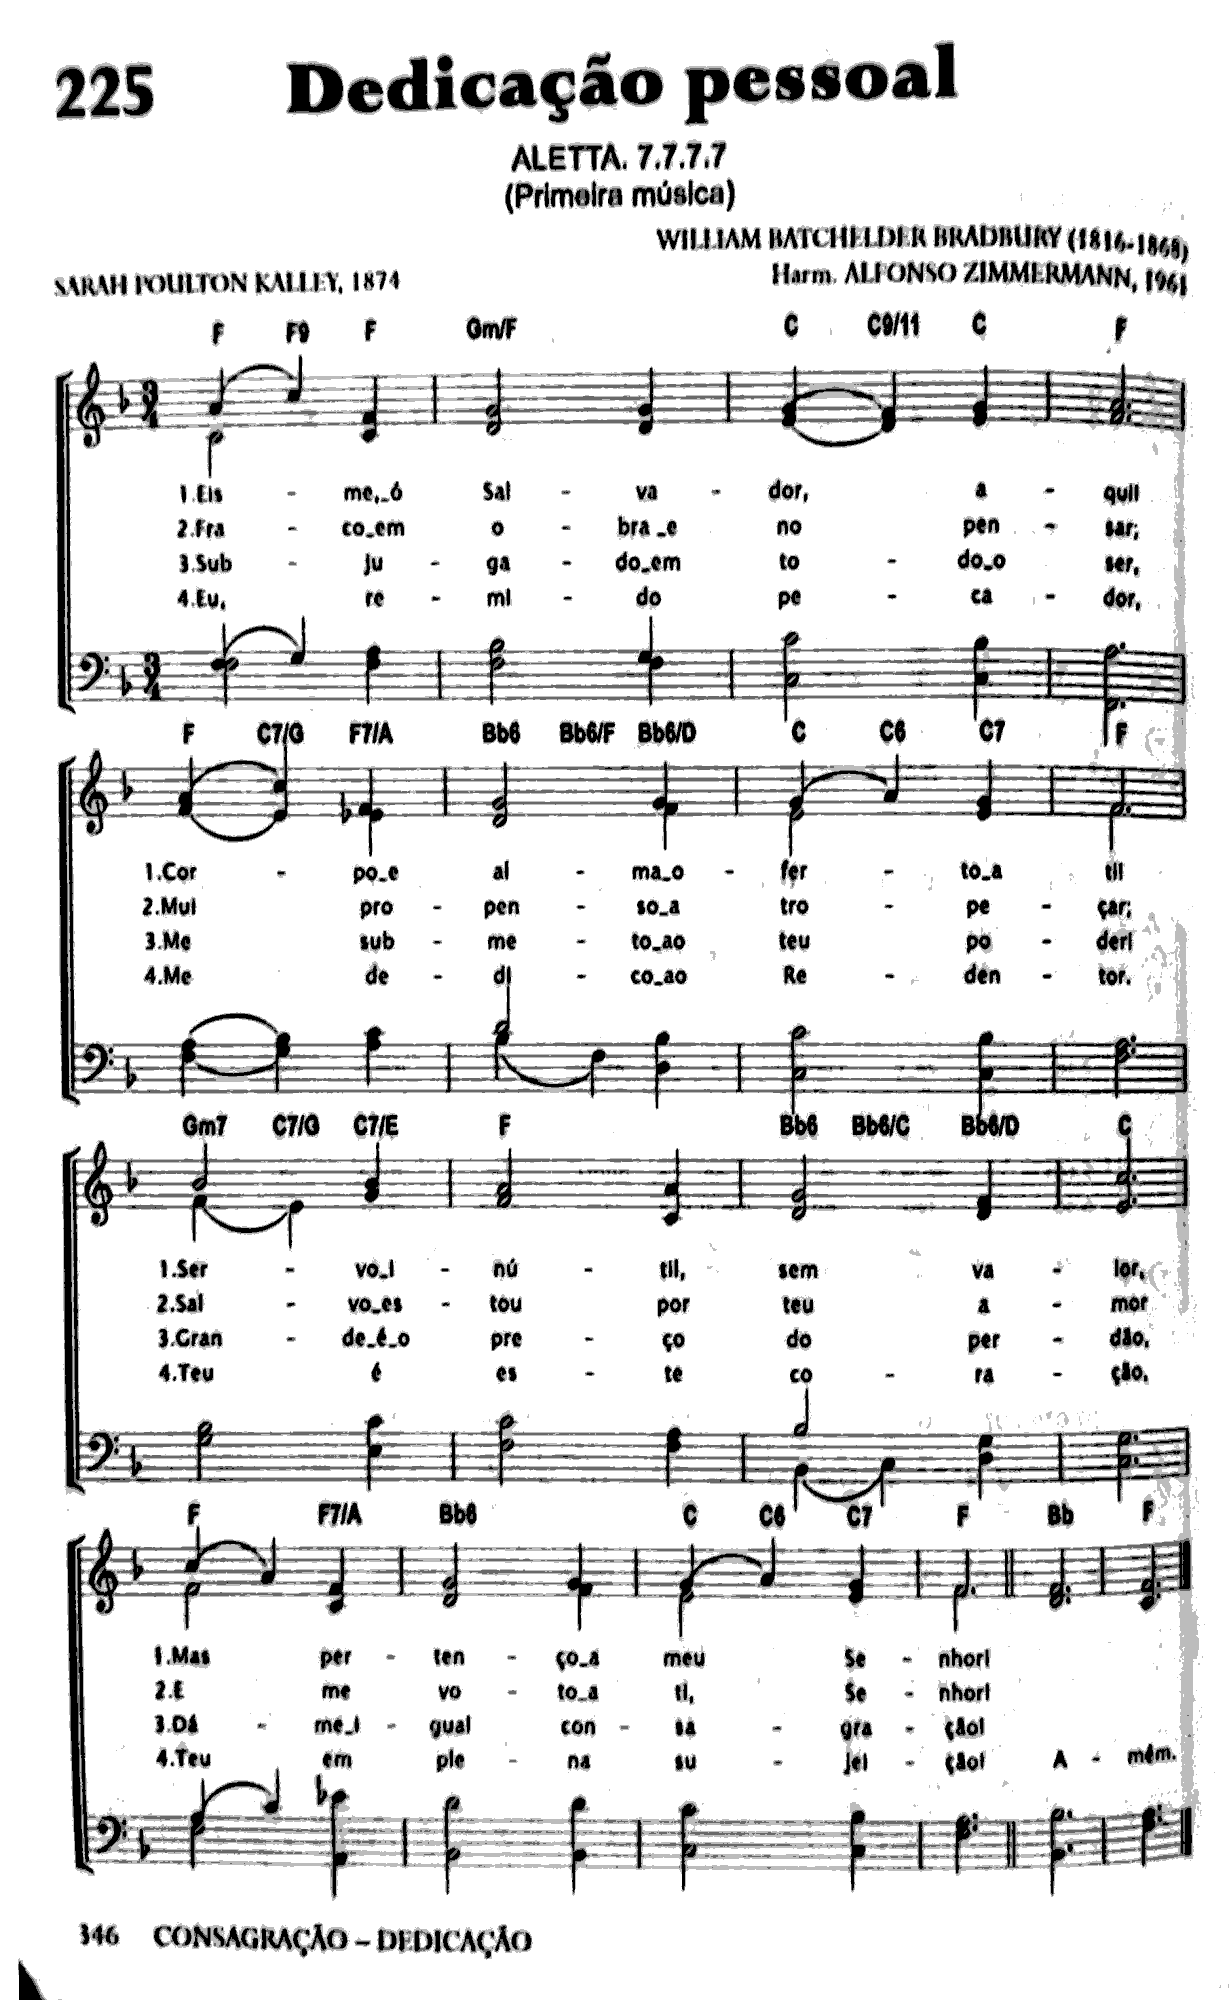 225 Dedicação pessoal
ALETTA. 7.7.7.7
(Primeira música)
WILLIAM BATCHELDER BRADBURY (1816-1868)
SARAH POULTON KALLEY, 1874 Harm. ALFONSO ZIMMERMANN, 1961
F F9 F Gm/F C C9/11 C F
3/4
1.Eis - me,_ó Sal - va - dor, a - qui!
2.Fra - co_em o - bra_e no pen - sar;
3.Sub - ju - ga - do_em to - do_o ser,
4.Eu, re - mi - do pe - ca - dor,
3/4
F C7/G F7/A Bb6 Bb6/F Bb6/D C C6 C7 F
1.Cor - po_e al - ma_o - fer - to_a ti!
2.Mui pro - pen - so_a tro - pe - çar;
3.Me sub - me - to_ao teu po - der!
4.Me de - di - co_ao Re - den - tor.
Gm7 C7/G C7/E F Bb6 Bb6/C Bb6/D C
1.Ser - vo_i - nú - til, sem va - lor,
2.Sal - vo_es - tou por teu a - mor
3.Gran - de_é_o pre - ço do per - dão,
4.Teu é es - te co - ra - ção,
F F7/A Bb6 C C6 C7 F Bb F
1.Mas per - ten - ço_a meu Se - nhor!
2.E me vo - to_a ti, Se - nhor!
3.Dá - me_i - gual con - sa - gra - ção!
4.Teu em ple - na su - jei - ção! A - mém.
346 CONSAGRAÇÃO – DEDICAÇÃO